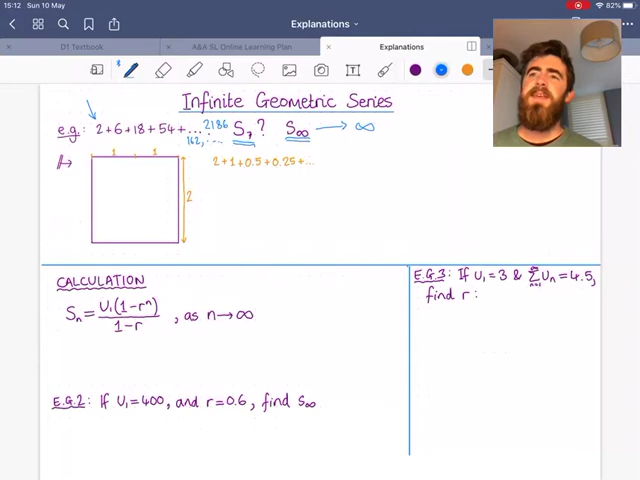 15:12 Sun 10 May 82%
Explanations
D1 Textbook
A&A SL Online Learning Plan
Explanations
Infinite Geometric Series
e.g: 2+6+18+54+... 2186 S₇? S∞ → ∞
162, ...
1 1
2+1+0.5+0.25+...
2
CALCULATION
Sₙ = U₁(1-rⁿ)/1-r , as n→∞
E.G.2: If U₁=400, and r=0.6, find S∞
E.G.3: If U₁=3 & ∞∑n=1 Uₙ=4.5,
find r: